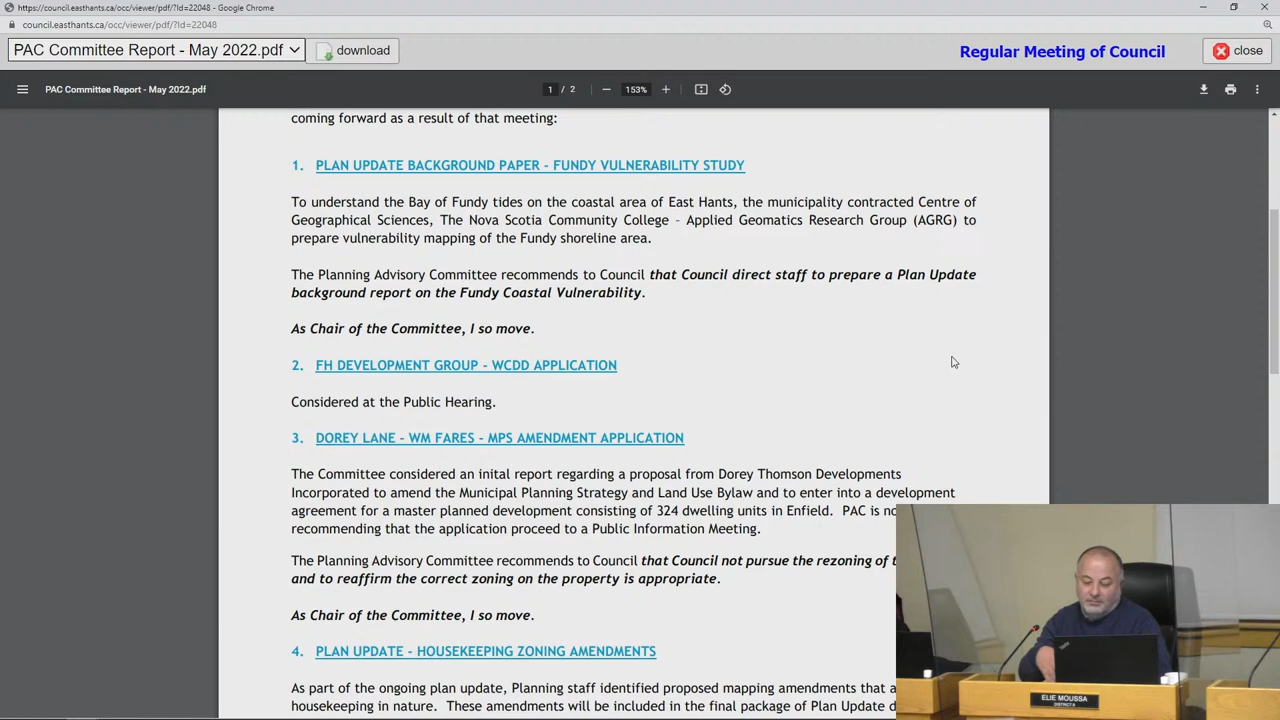 https://council.easthants.ca/occ/viewer/pdf/?Id=22048 - Google Chrome
council.easthants.ca/occ/viewer/pdf/?Id=22048
PAC Committee Report - May 2022.pdf download Regular Meeting of Council close
PAC Committee Report - May 2022.pdf 1 / 2 153%
coming forward as a result of that meeting:
1. PLAN UPDATE BACKGROUND PAPER - FUNDY VULNERABILITY STUDY
To understand the Bay of Fundy tides on the coastal area of East Hants, the municipality contracted Centre of
Geographical Sciences, The Nova Scotia Community College - Applied Geomatics Research Group (AGRG) to
prepare vulnerability mapping of the Fundy shoreline area.
The Planning Advisory Committee recommends to Council that Council direct staff to prepare a Plan Update
background report on the Fundy Coastal Vulnerability.
As Chair of the Committee, I so move.
2. FH DEVELOPMENT GROUP - WCDD APPLICATION
Considered at the Public Hearing.
3. DOREY LANE - WM FARES - MPS AMENDMENT APPLICATION
The Committee considered an inital report regarding a proposal from Dorey Thomson Developments
Incorporated to amend the Municipal Planning Strategy and Land Use Bylaw and to enter into a development
agreement for a master planned development consisting of 324 dwelling units in Enfield. PAC is
recommending that the application proceed to a Public Information Meeting.
The Planning Advisory Committee recommends to Council that Council not pursue the rezoning of
and to reaffirm the correct zoning on the property is appropriate.
As Chair of the Committee, I so move.
4. PLAN UPDATE - HOUSEKEEPING ZONING AMENDMENTS
As part of the ongoing plan update, Planning staff identified proposed mapping amendments that
housekeeping in nature. These amendments will be included in the final package of Plan Update
ELIE MOUSSA